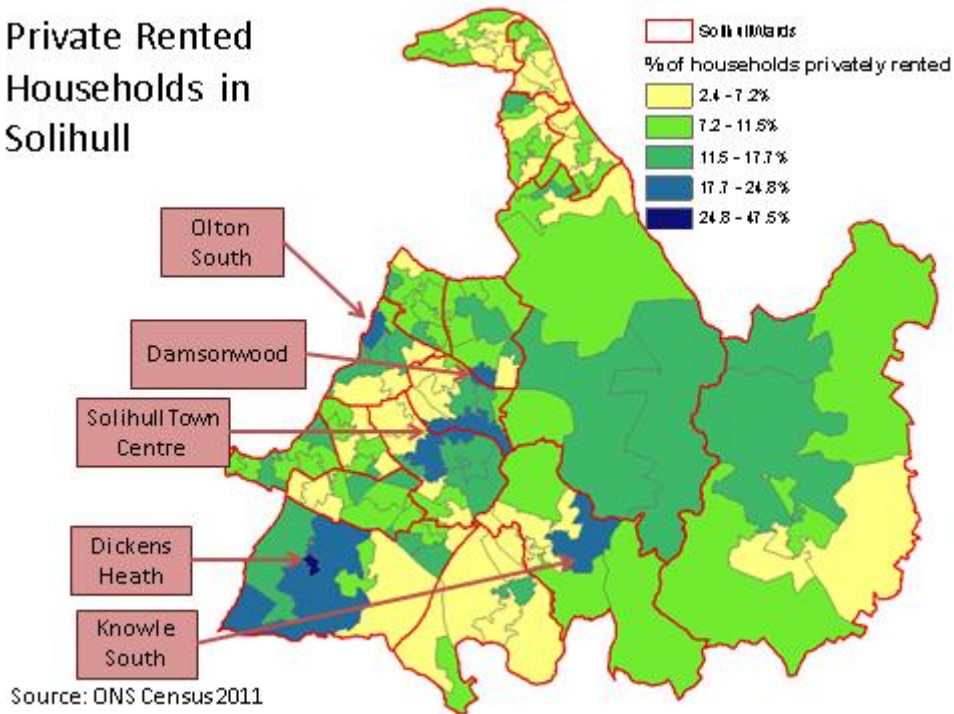 Private Rented
Households in
Solihull
Solihull Wards
% of households privately rented
2.4 - 7.2%
7.2 - 11.5%
11.5 - 17.7%
17.7 - 24.8%
24.8 - 47.5%
Olton
South
Damsonwood
Solihull Town
Centre
Dickens
Heath
Knowle
South
Source: ONS Census 2011